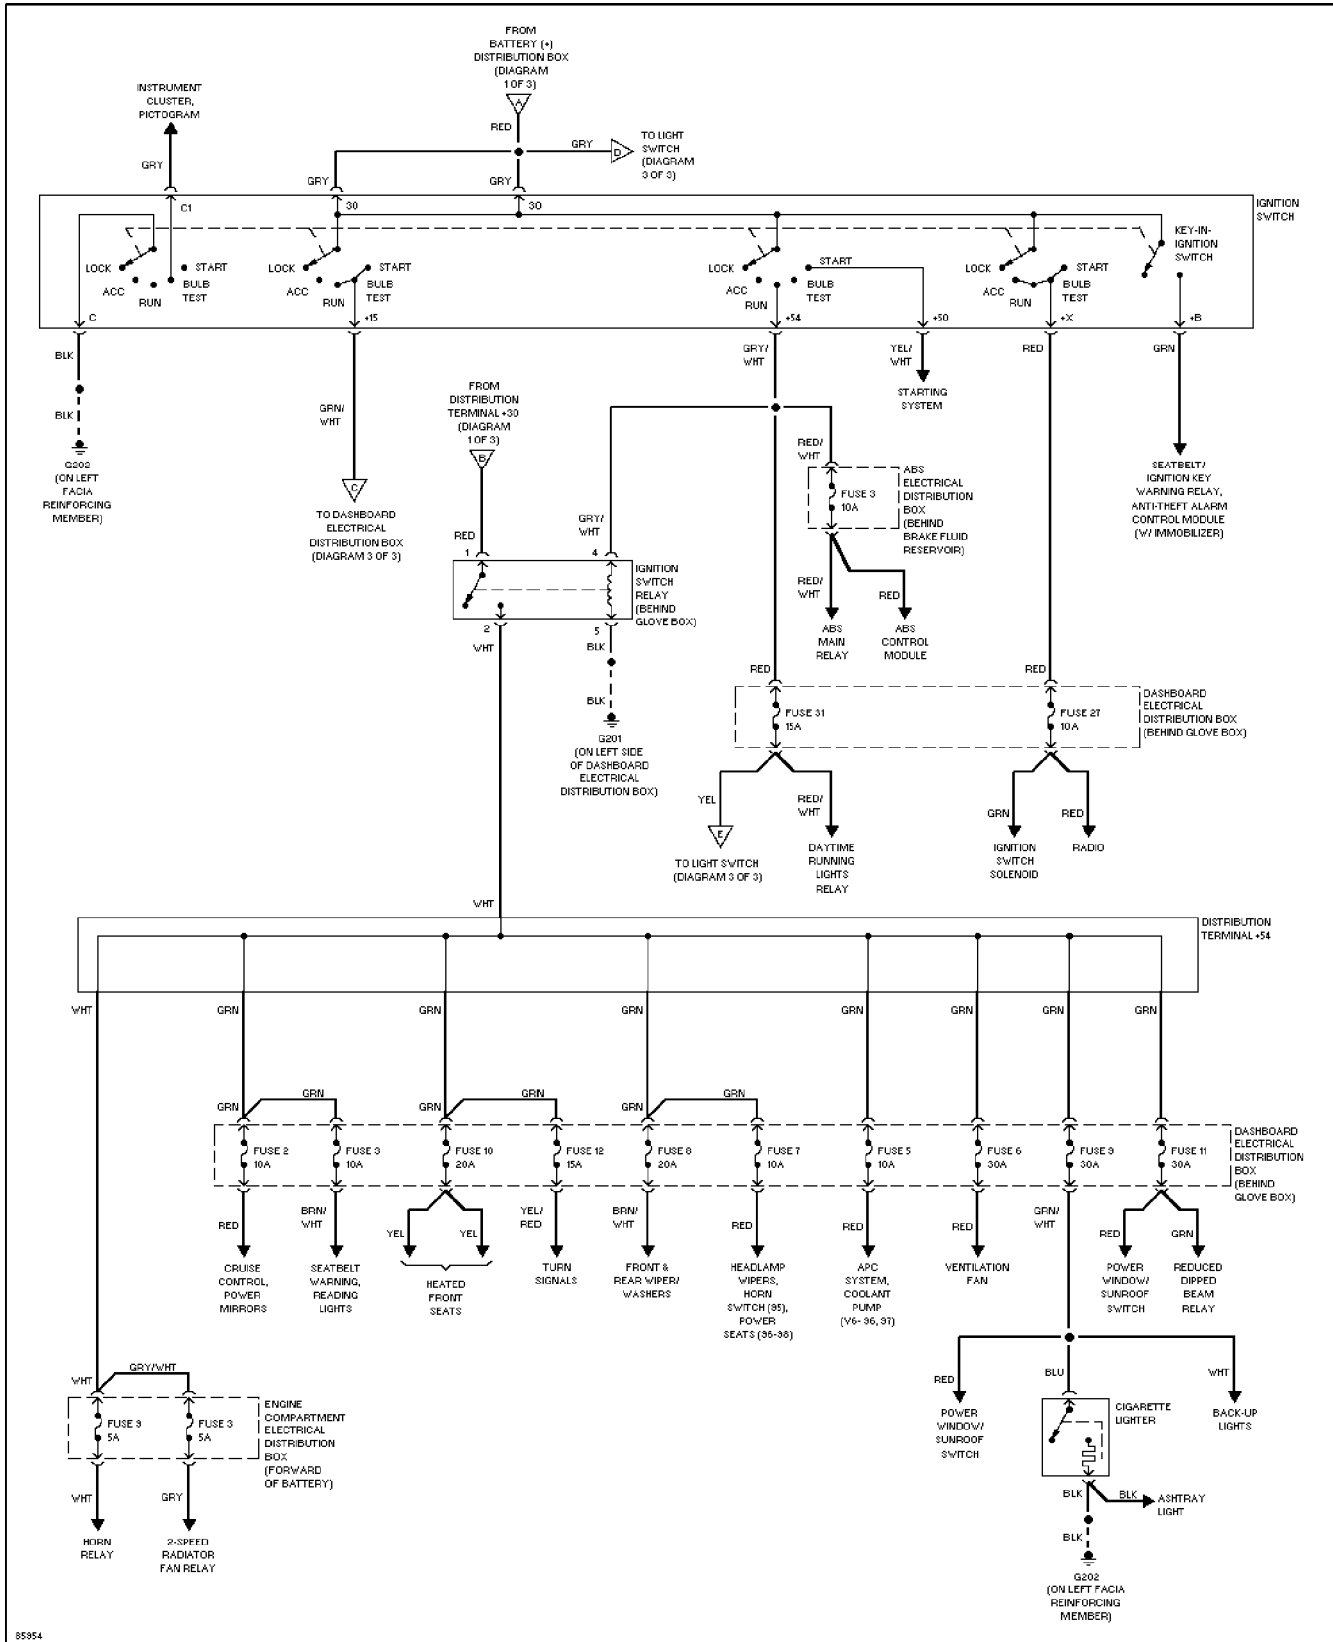 FROM
BATTERY (+)
DISTRIBUTION BOX
(DIAGRAM
1 OF 3)
A
RED
INSTRUMENT
CLUSTER,
PICTOGRAM
GRY
GRY
D
TO LIGHT
SWITCH
(DIAGRAM
3 OF 3)
GRY
GRY
C1
30
30
IGNITION
SWITCH
KEY-IN-
IGNITION
SWITCH
LOCK
ACC
RUN
BULB
TEST
START
LOCK
ACC
RUN
BULB
TEST
START
LOCK
ACC
RUN
BULB
TEST
START
LOCK
ACC
RUN
BULB
TEST
START
C
+15
+54
+50
+X
+B
BLK
BLK
G202
(ON LEFT
FACIA
REINFORCING
MEMBER)
GRN/
WHT
C
TO DASHBOARD
ELECTRICAL
DISTRIBUTION BOX
(DIAGRAM 3 OF 3)
FROM
DISTRIBUTION
TERMINAL +30
(DIAGRAM
1 OF 3)
B
RED
GRY/
WHT
YEL/
WHT
STARTING
SYSTEM
RED
GRN
SEATBELT/
IGNITION KEY
WARNING RELAY,
ANTI-THEFT ALARM
CONTROL MODULE
(W/ IMMOBILIZER)
GRY/
WHT
RED/
WHT
FUSE 3
10A
ABS
ELECTRICAL
DISTRIBUTION
BOX
(BEHIND
BRAKE FLUID
RESERVOIR)
RED/
WHT
RED
ABS
MAIN
RELAY
ABS
CONTROL
MODULE
1
4
IGNITION
SWITCH
RELAY
(BEHIND
GLOVE BOX)
2
5
WHT
BLK
BLK
G201
(ON LEFT SIDE
OF DASHBOARD
ELECTRICAL
DISTRIBUTION BOX)
RED
RED
FUSE 31
15A
FUSE 27
10A
DASHBOARD
ELECTRICAL
DISTRIBUTION BOX
(BEHIND GLOVE BOX)
YEL
RED/
WHT
GRN
RED
E
TO LIGHT SWITCH
(DIAGRAM 3 OF 3)
DAYTIME
RUNNING
LIGHTS
RELAY
IGNITION
SWITCH
SOLENOID
RADIO
WHT
DISTRIBUTION
TERMINAL +54
WHT
GRN
GRN
GRN
GRN
GRN
GRN
GRN
GRN
GRN
GRN
GRN
GRN
GRN
FUSE 2
10A
FUSE 3
10A
FUSE 10
20A
FUSE 12
15A
FUSE 8
20A
FUSE 7
10A
FUSE 5
10A
FUSE 6
30A
FUSE 9
30A
FUSE 11
30A
DASHBOARD
ELECTRICAL
DISTRIBUTION
BOX
(BEHIND
GLOVE BOX)
RED
BRN/
WHT
YEL
YEL
YEL/
RED
BRN/
WHT
RED
RED
RED
GRN/
WHT
RED
GRN
CRUISE
CONTROL,
POWER
MIRRORS
SEATBELT
WARNING,
READING
LIGHTS
HEATED
FRONT
SEATS
TURN
SIGNALS
FRONT &
REAR WIPER/
WASHERS
HEADLAMP
WIPERS,
HORN
SWITCH (95),
POWER
SEATS (96-98)
APC
SYSTEM,
COOLANT
PUMP
(V6- 96, 97)
VENTILATION
FAN
POWER
WINDOW/
SUNROOF
SWITCH
REDUCED
DIPPED
BEAM
RELAY
WHT
GRY/WHT
FUSE 9
5A
FUSE 3
5A
ENGINE
COMPARTMENT
ELECTRICAL
DISTRIBUTION
BOX
(FORWARD
OF BATTERY)
WHT
GRY
HORN
RELAY
2-SPEED
RADIATOR
FAN RELAY
RED
BLU
WHT
POWER
WINDOW/
SUNROOF
SWITCH
CIGARETTE
LIGHTER
BACK-UP
LIGHTS
BLK
BLK
ASHTRAY
LIGHT
BLK
G202
(ON LEFT FACIA
REINFORCING
MEMBER)
85954